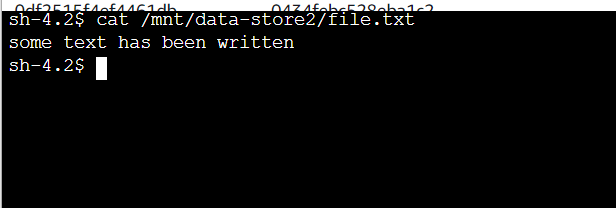 sh-4.2$ cat /mnt/data-store2/file.txt
some text has been written
sh-4.2$